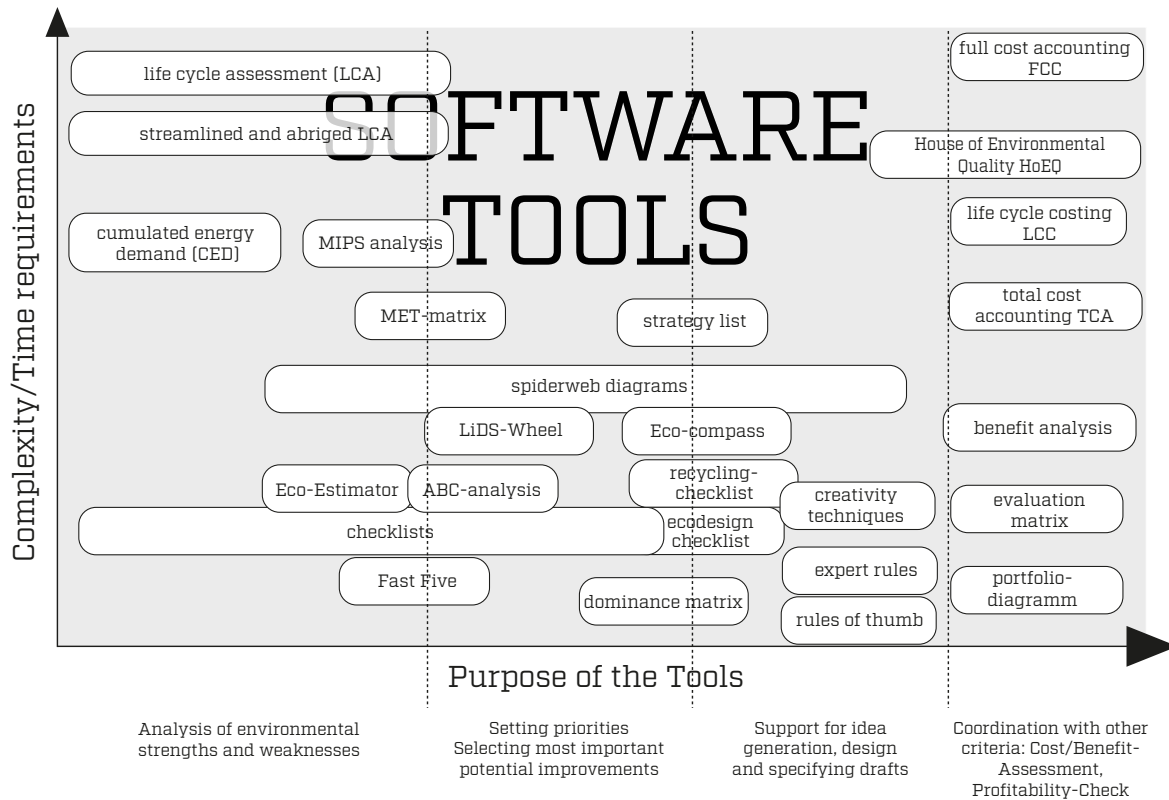 Complexity/Time requirements
SOFTWARE
TOOLS
life cycle assessment (LCA)
streamlined and abriged LCA
cumulated energy
demand (CED)
MIPS analysis
MET-matrix
strategy list
spiderweb diagrams
LiDS-Wheel
Eco-compass
Eco-Estimator
ABC-analysis
recycling-
checklist
creativity
techniques
checklists
ecodesign
checklist
Fast Five
dominance matrix
expert rules
rules of thumb
full cost accounting
FCC
House of Environmental
Quality HoEQ
life cycle costing
LCC
total cost
accounting TCA
benefit analysis
evaluation
matrix
portfolio-
diagramm
Purpose of the Tools
Analysis of environmental
strengths and weaknesses
Setting priorities
Selecting most important
potential improvements
Support for idea
generation, design
and specifying drafts
Coordination with other
criteria: Cost/Benefit-
Assessment,
Profitability-Check